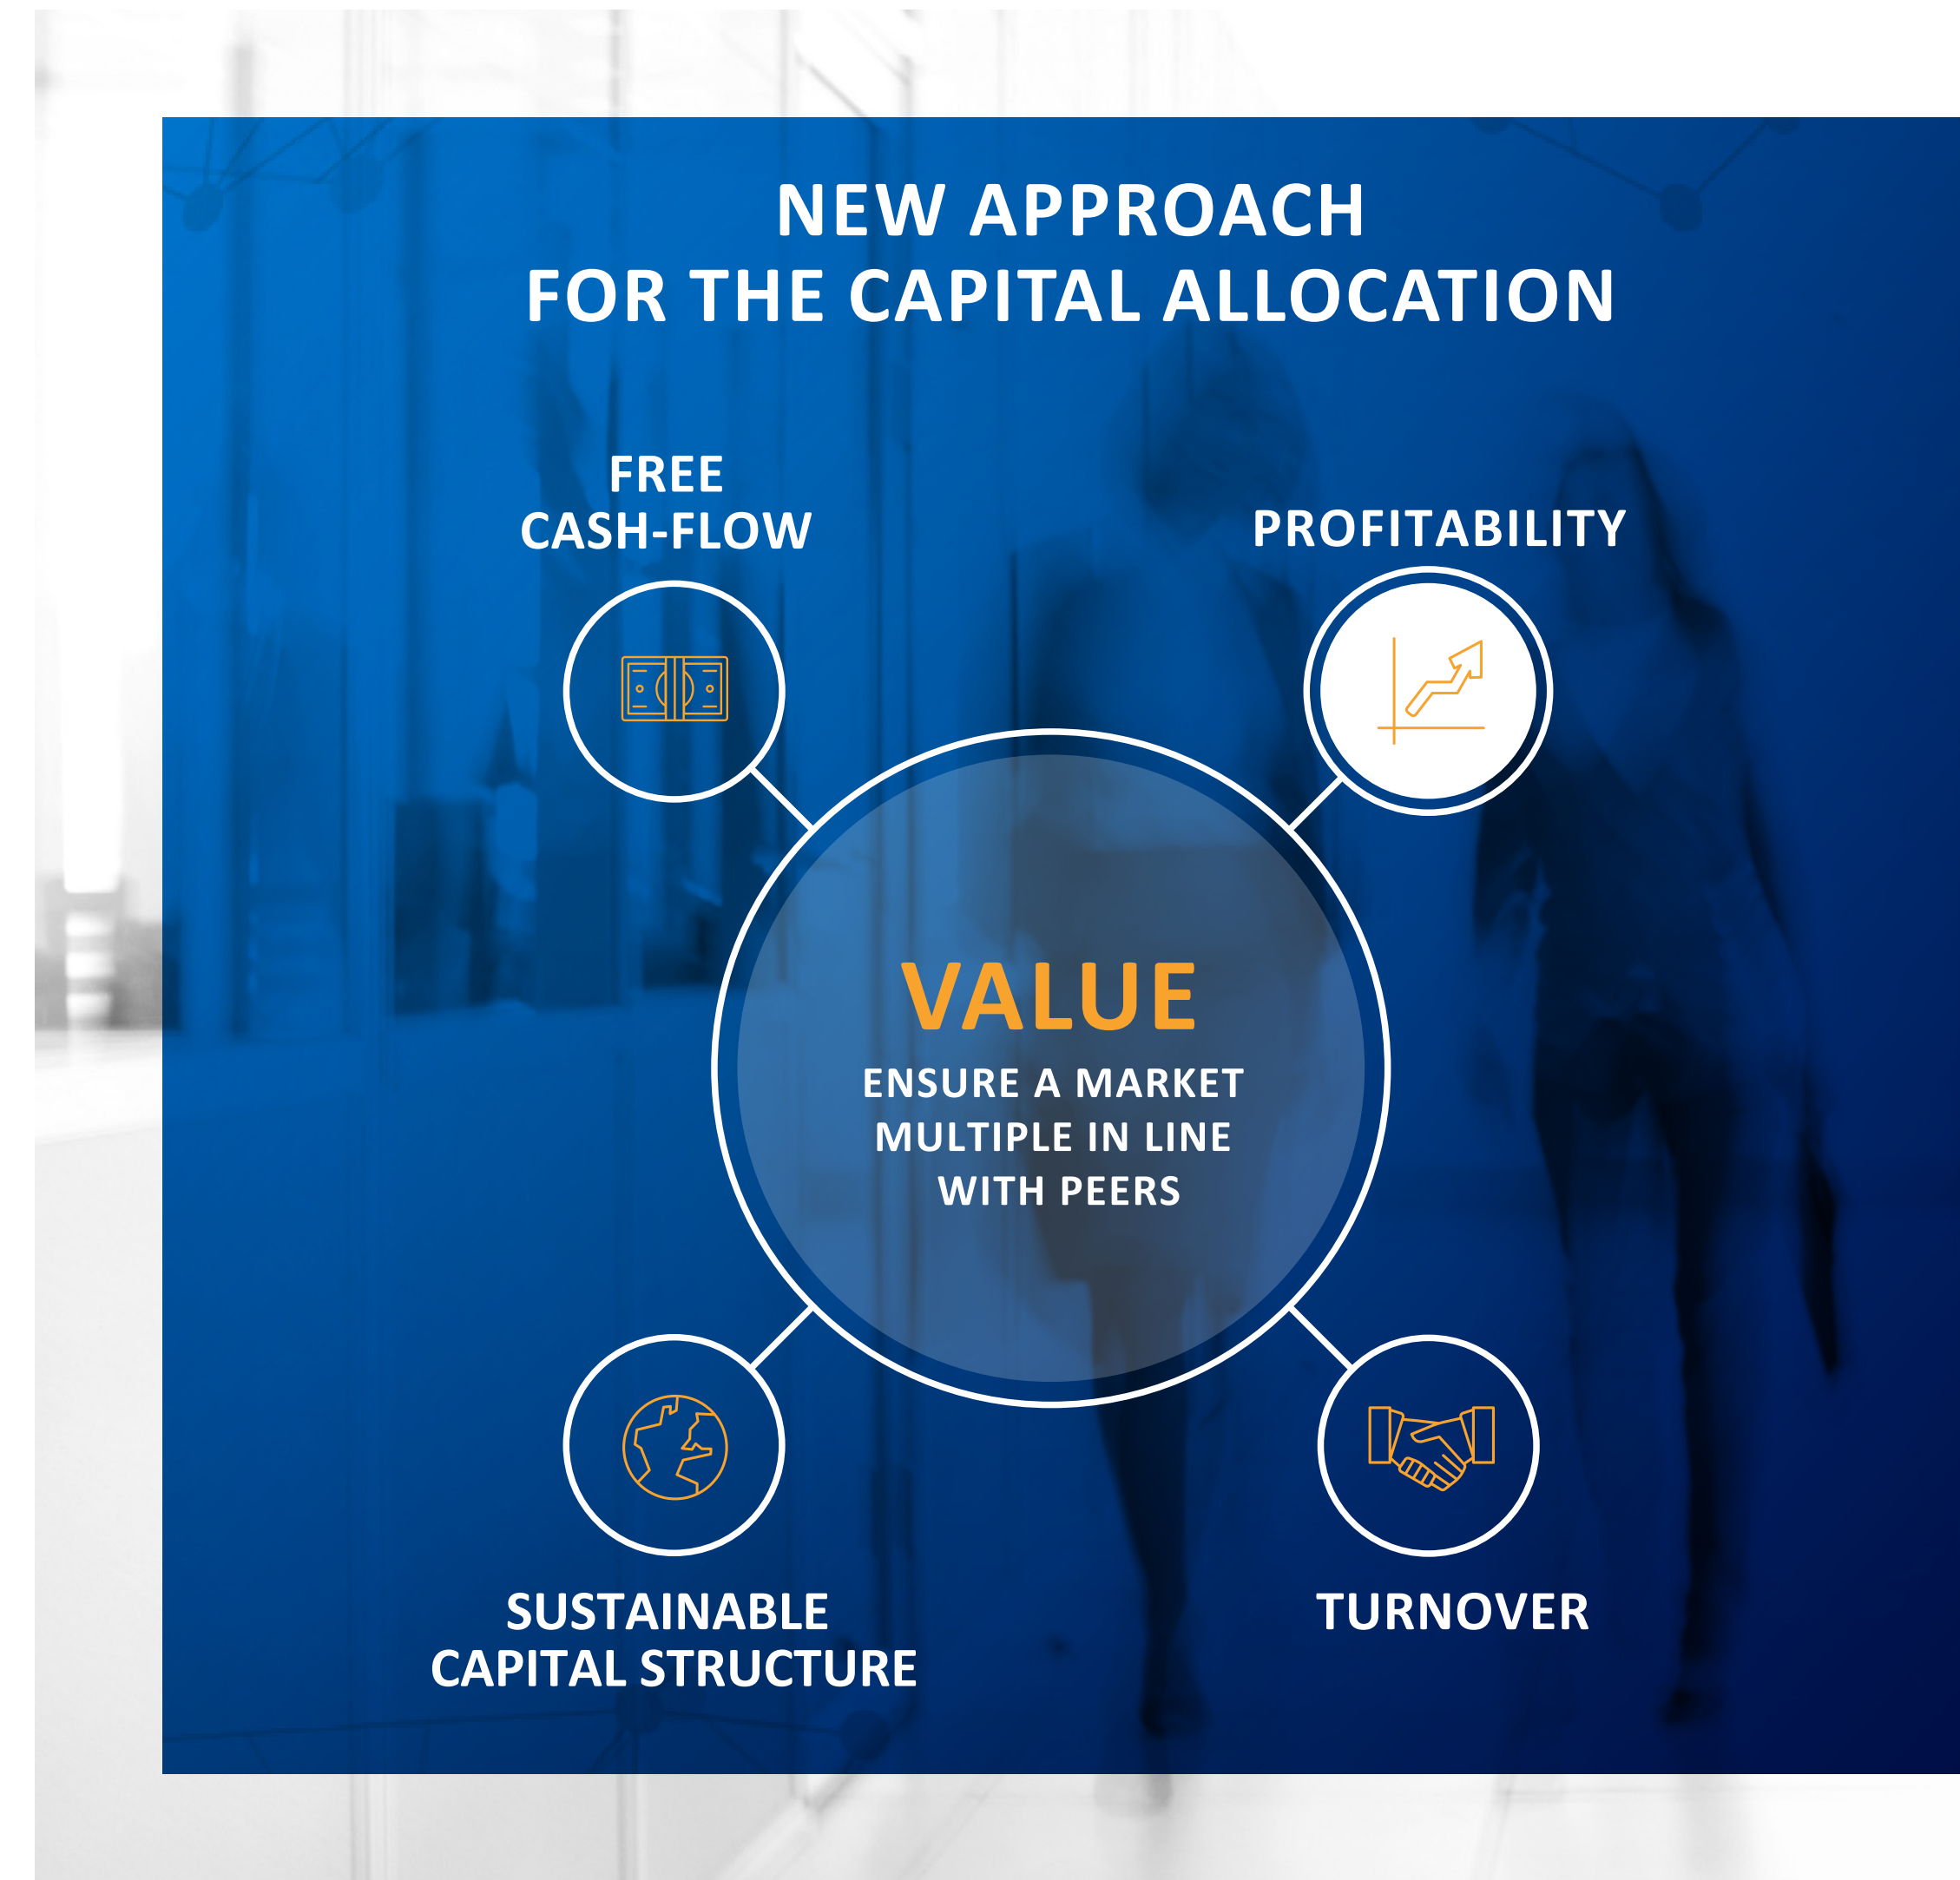 NEW APPROACH
FOR THE CAPITAL ALLOCATION
FREE
CASH-FLOW
PROFITABILITY
VALUE
ENSURE A MARKET
MULTIPLE IN LINE
WITH PEERS
SUSTAINABLE
CAPITAL STRUCTURE
TURNOVER